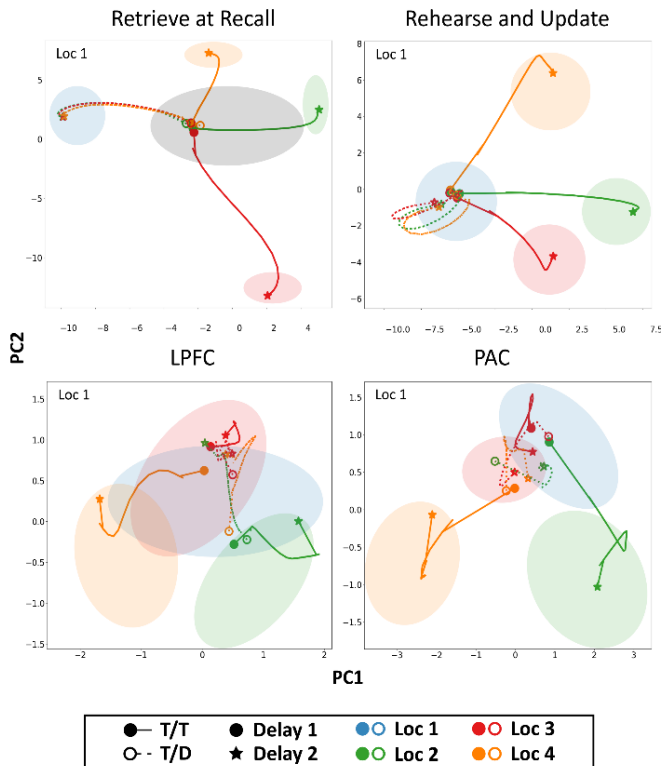 Retrieve at Recall
Rehearse and Update
Loc 1
5
0
−5
−10
−10 −8 −6 −4 −2 0 2 4
Loc 1
8
6
4
2
0
−2
−4
6
−10.0 −7.5 −5.0 −2.5 0.0 2.5 5 7.5
PC2
LPFC
PAC
Loc 1
1.5
1.0
0.5
0.0
−0.5
−1.0
−1.5
−2 −1 0 1 2
Loc 1
1.5
1.0
0.5
0.0
−0.5
−1.0
−1.5
−3 −2 −1 0 1 2 3
PC1
T/T Delay 1 Loc 1 Loc 3
T/D Delay 2 Loc 2 Loc 4